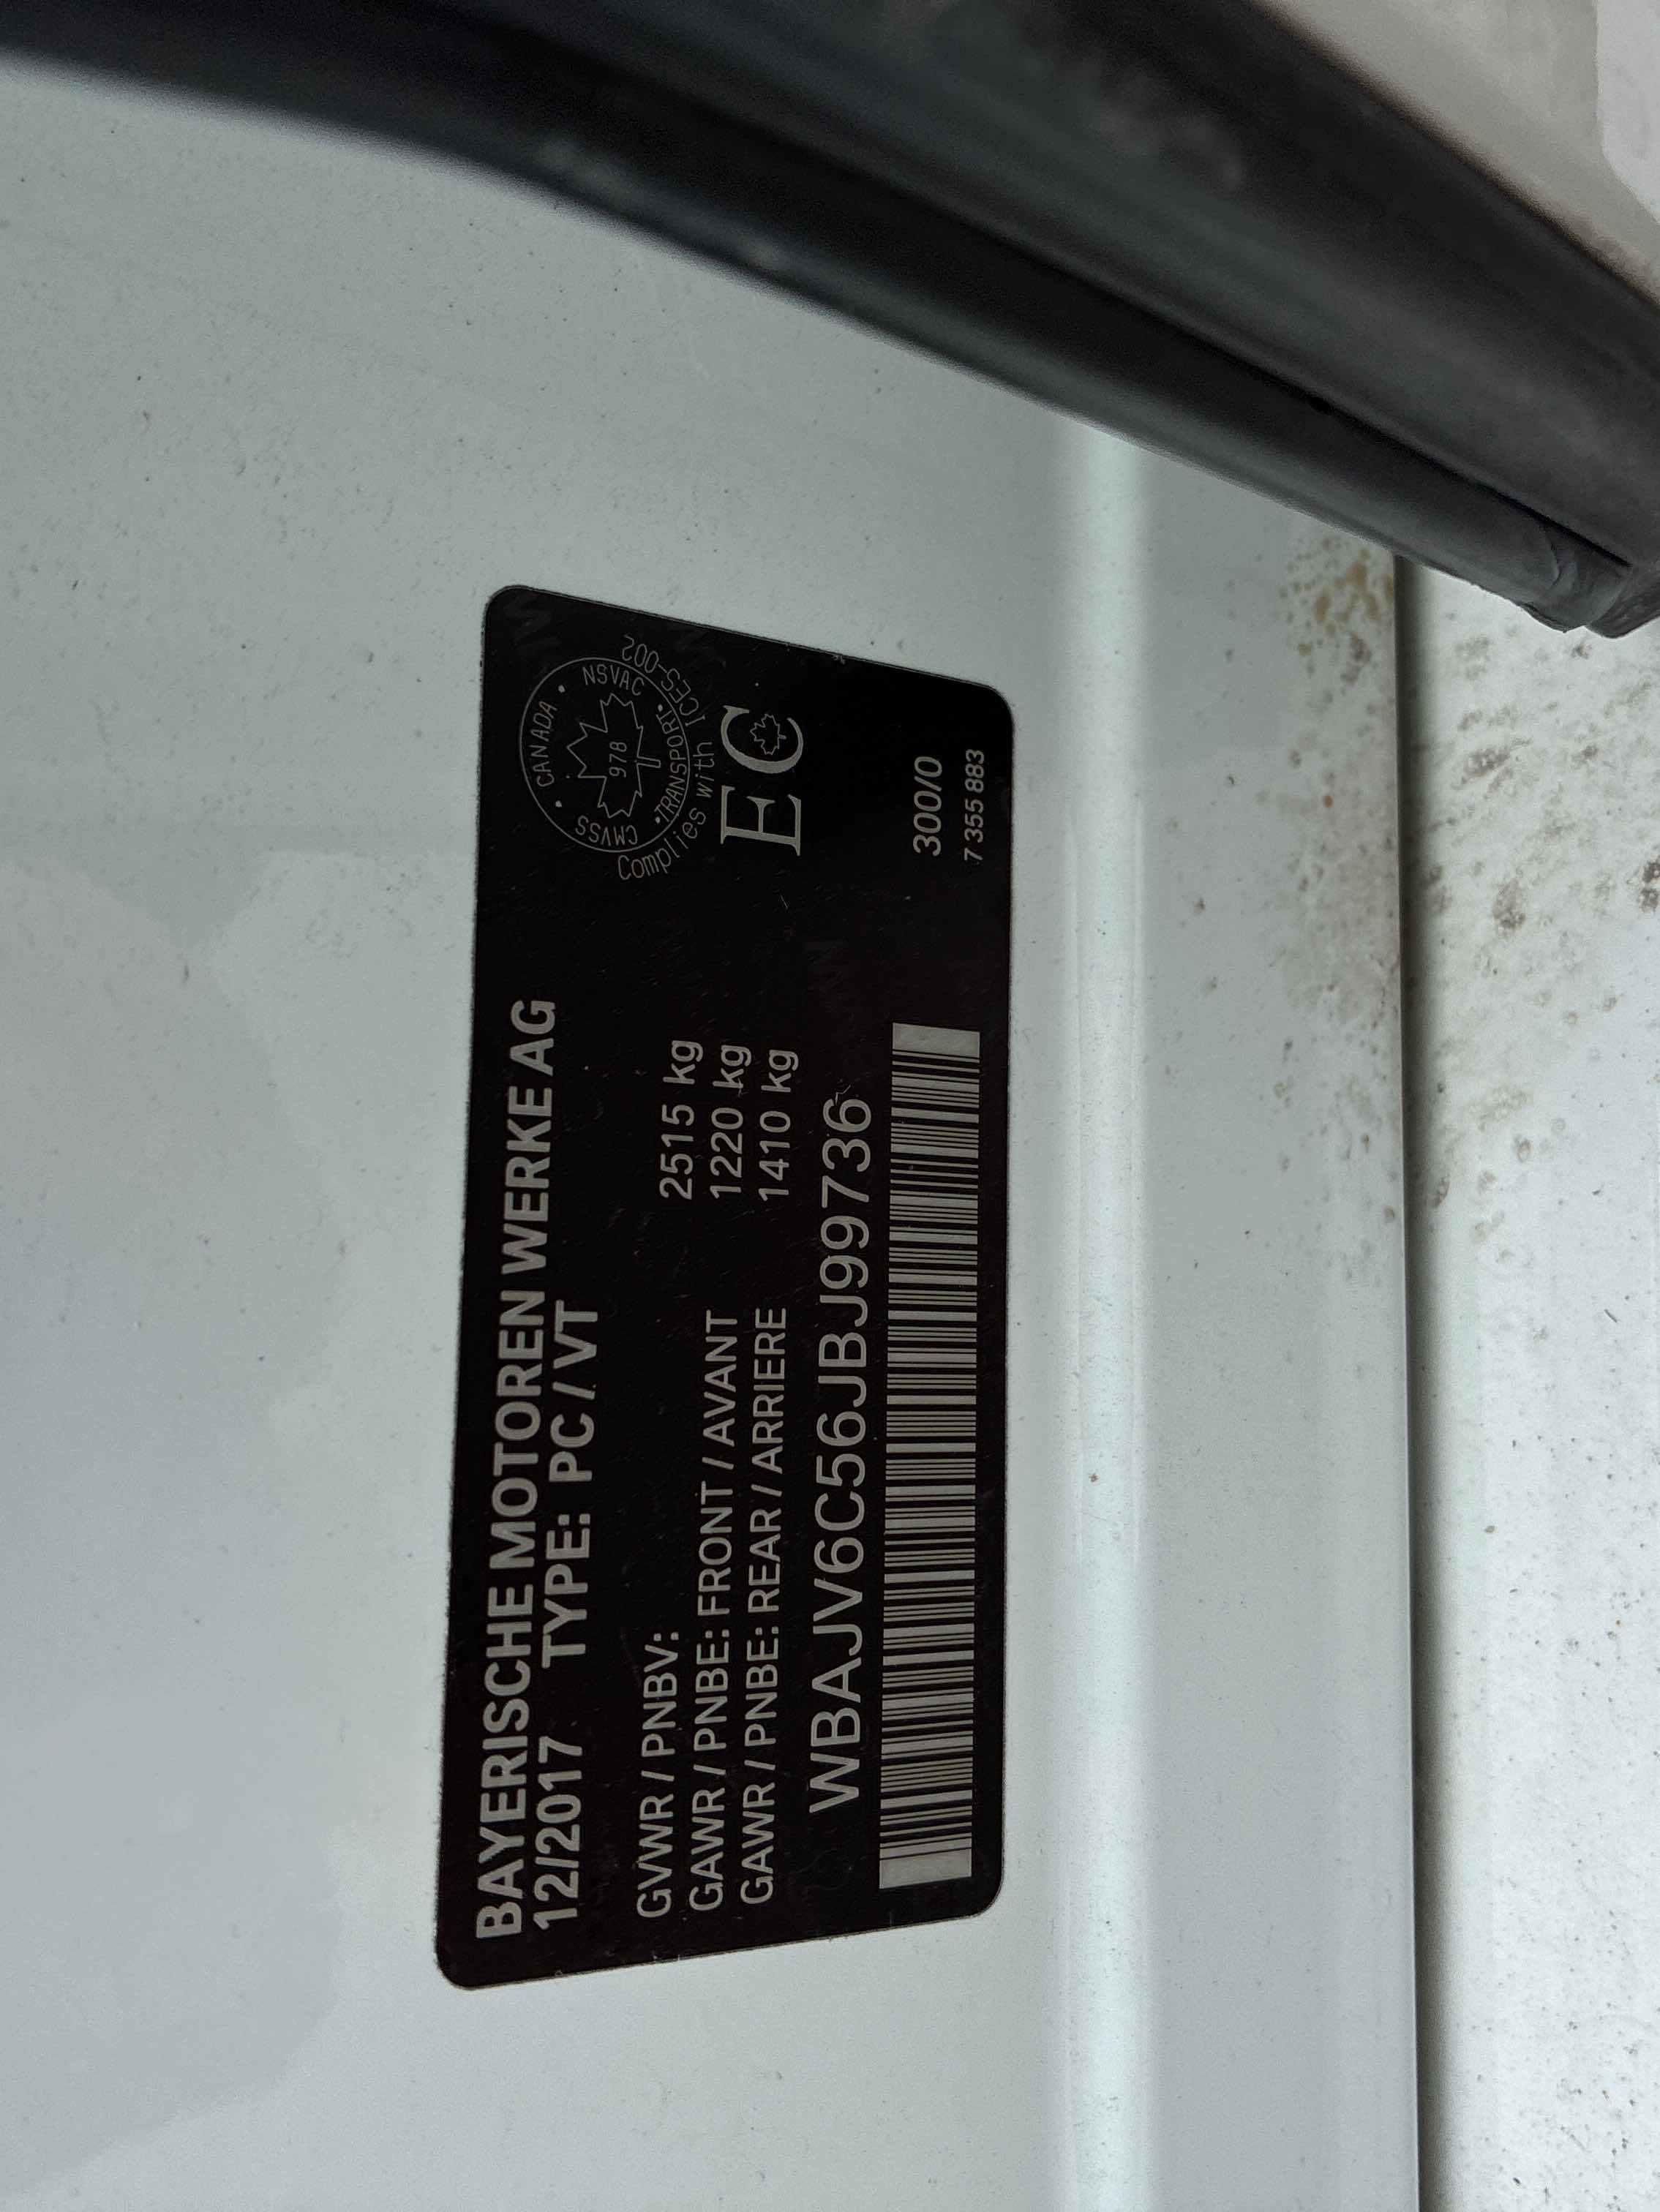 BAYERISCHE MOTOREN WERKE AG
12/2017 TYPE: PC / VT
GVWR / PNBV: 2515 kg
GAWR / PNBE: FRONT / AVANT 1220 kg
GAWR / PNBE: REAR / ARRIERE 1410 kg
WBAJV6C56JBJ99736
CANADA • NSVAC • TRANSPORT • CMVSS •
978
Complies with ICES-002
EC
300/0
7 355 883